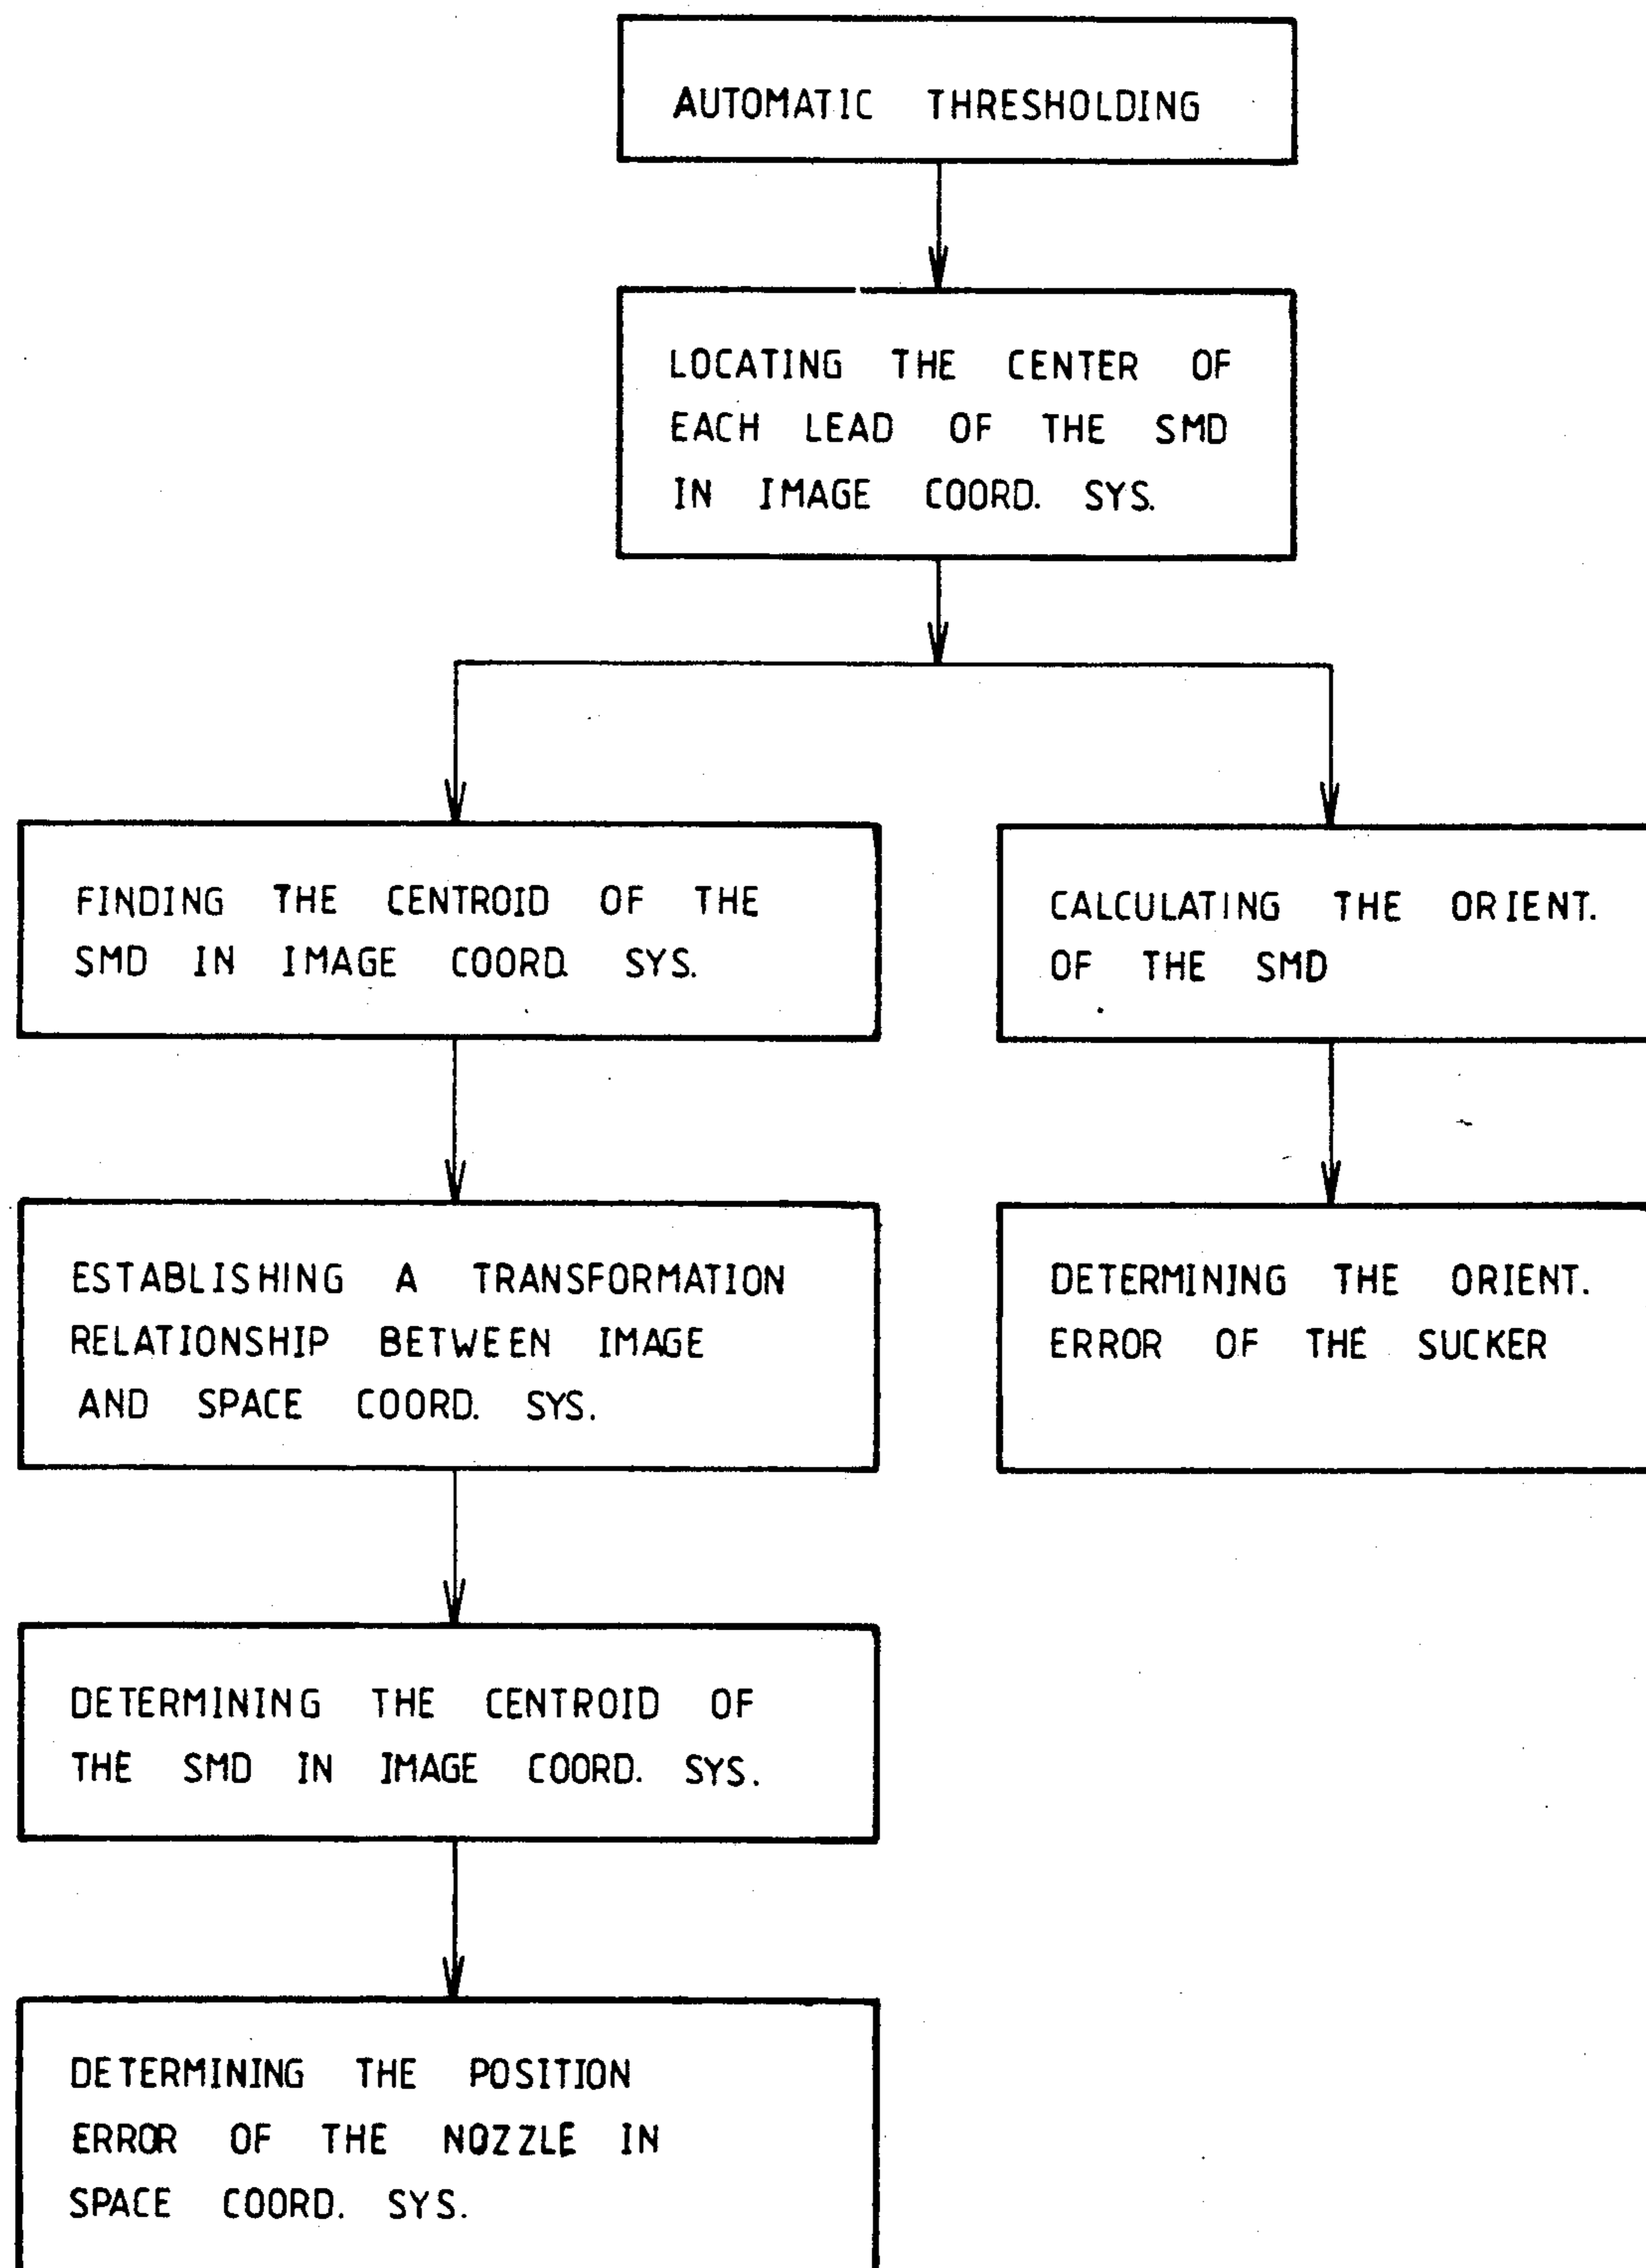 AUTOMATIC THRESHOLDING
LOCATING THE CENTER OF
EACH LEAD OF THE SMD
IN IMAGE COORD. SYS.
FINDING THE CENTROID OF THE
SMD IN IMAGE COORD. SYS.
CALCULATING THE ORIENT.
OF THE SMD
ESTABLISHING A TRANSFORMATION
RELATIONSHIP BETWEEN IMAGE
AND SPACE COORD. SYS.
DETERMINING THE ORIENT.
ERROR OF THE SUCKER
DETERMINING THE CENTROID OF
THE SMD IN IMAGE COORD. SYS.
DETERMINING THE POSITION
ERROR OF THE NOZZLE IN
SPACE COORD. SYS.